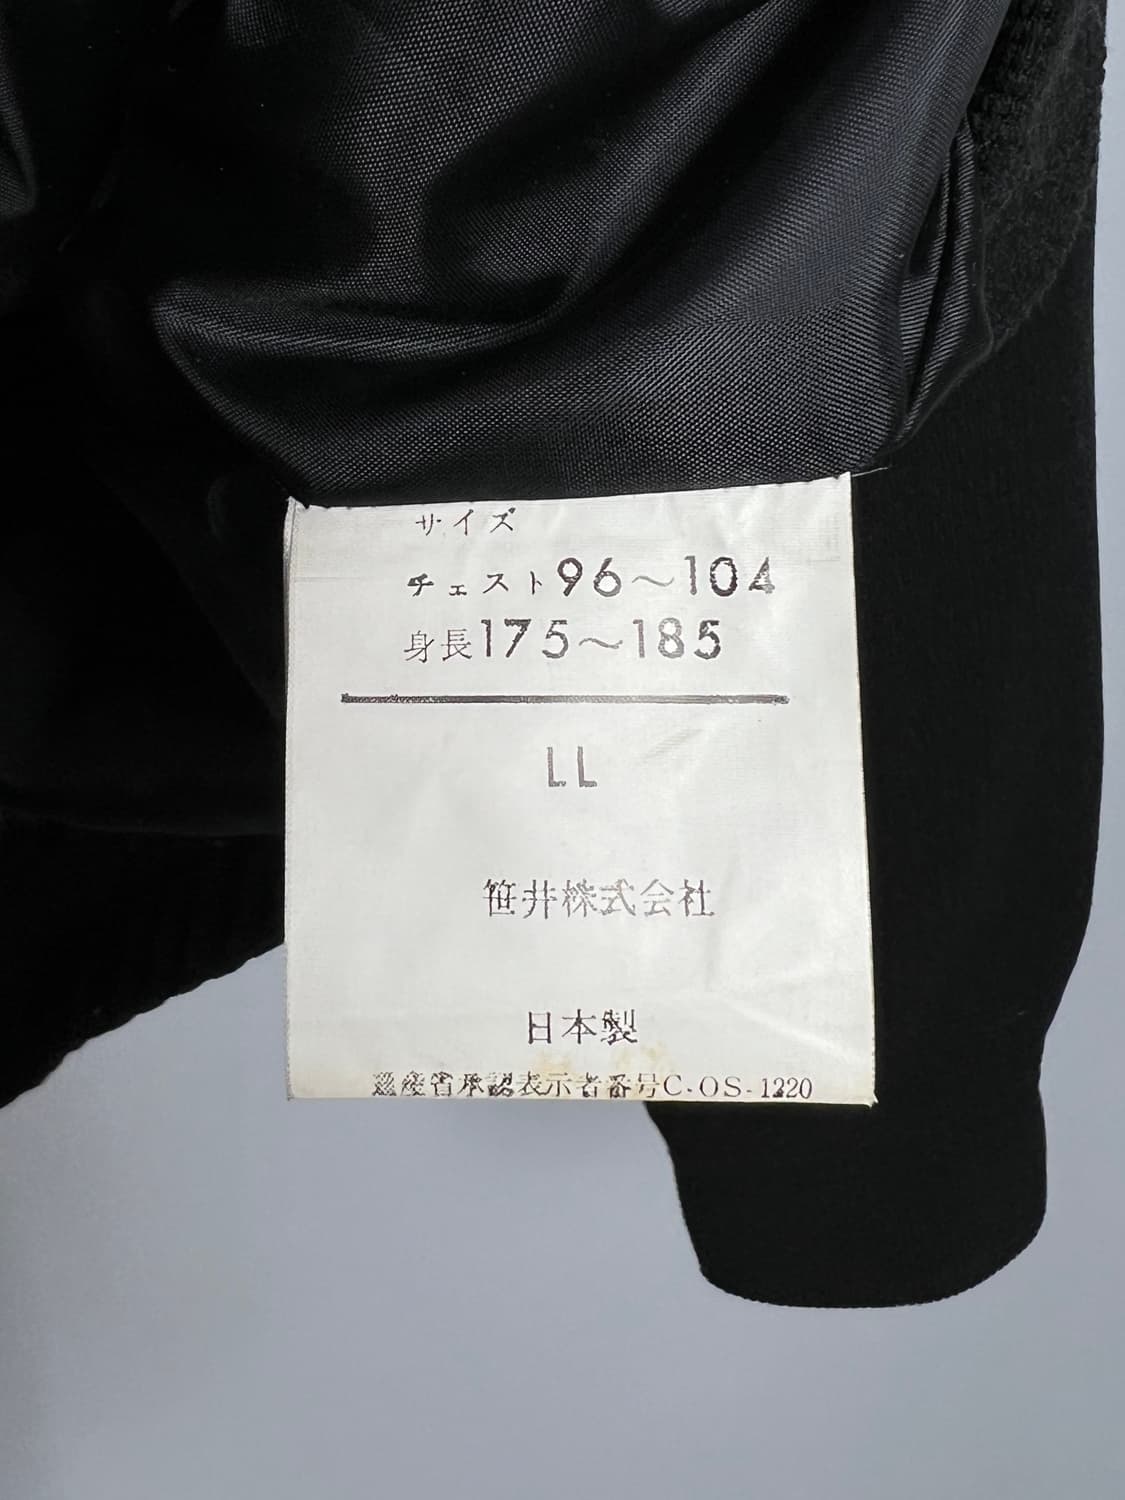 サイズ
チェスト96〜104
身長175〜185
LL
笹井株式会社
日本製
通産省承認表示者番号C-OS-1220